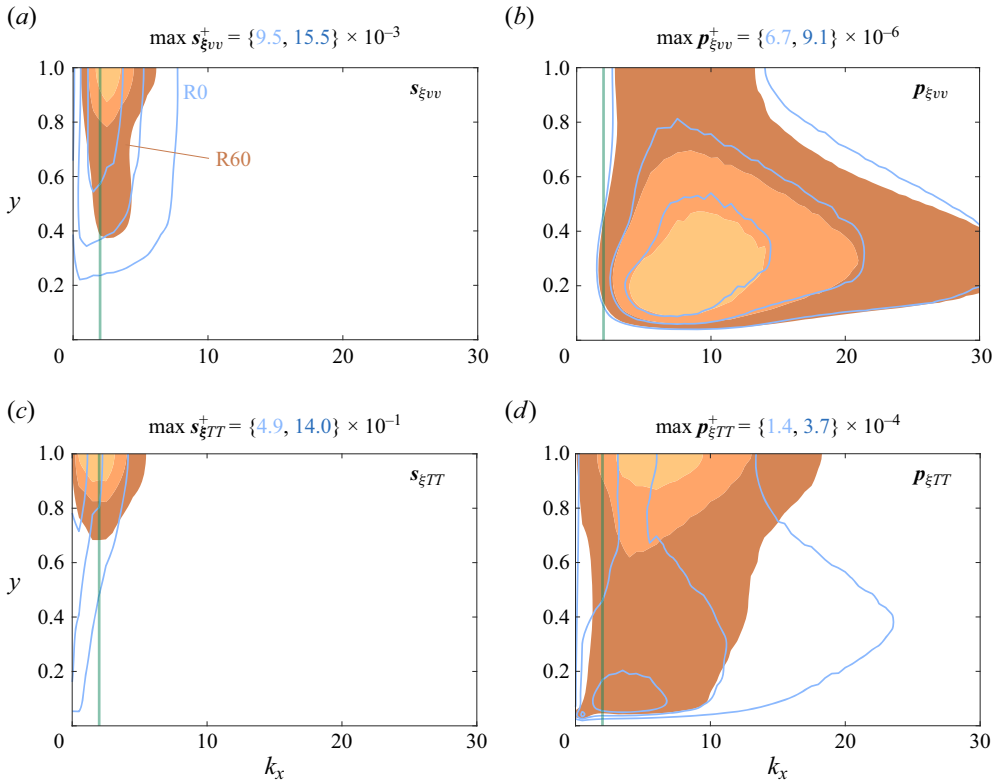 (a)
max s⁺ξvv = {9.5, 15.5} × 10⁻³
1.0
0.8
0.6
0.4
0.2
y
0
10
20
30
R0
R60
sξvv
(b)
max p⁺ξvv = {6.7, 9.1} × 10⁻⁶
1.0
0.8
0.6
0.4
0.2
0
10
20
30
pξvv
(c)
max s⁺ξTT = {4.9, 14.0} × 10⁻¹
1.0
0.8
0.6
0.4
0.2
y
0
10
20
30
kx
sξTT
(d)
max p⁺ξTT = {1.4, 3.7} × 10⁻⁴
1.0
0.8
0.6
0.4
0.2
0
10
20
30
kx
pξTT